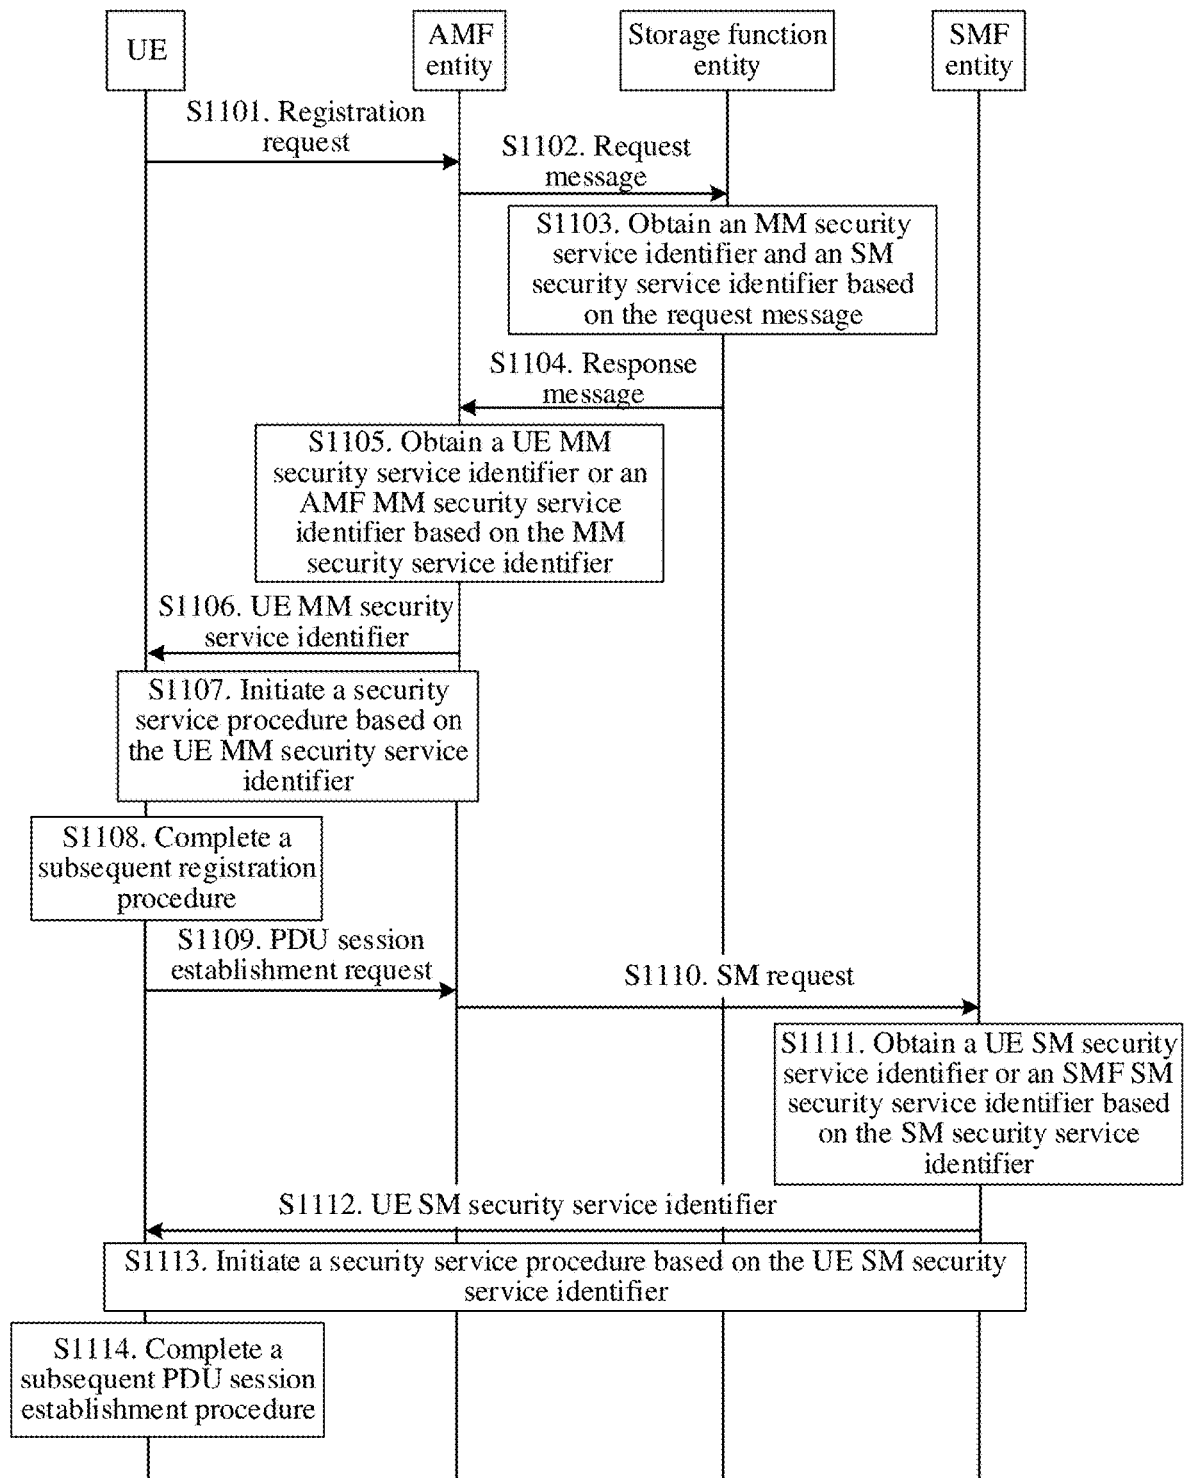 UE
AMF
entity
Storage function
entity
SMF
entity
S1101. Registration
request
S1102. Request
message
S1103. Obtain an MM security
service identifier and an SM
security service identifier based
on the request message
S1104. Response
message
S1105. Obtain a UE MM
security service identifier or an
AMF MM security service
identifier based on the MM
security service identifier
S1106. UE MM security
service identifier
S1107. Initiate a security
service procedure based on
the UE MM security service
identifier
S1108. Complete a
subsequent registration
procedure
S1109. PDU session
establishment request
S1110. SM request
S1111. Obtain a UE SM security
service identifier or an SMF SM
security service identifier based
on the SM security service
identifier
S1112. UE SM security service identifier
S1113. Initiate a security service procedure based on the UE SM security
service identifier
S1114. Complete a
subsequent PDU session
establishment procedure